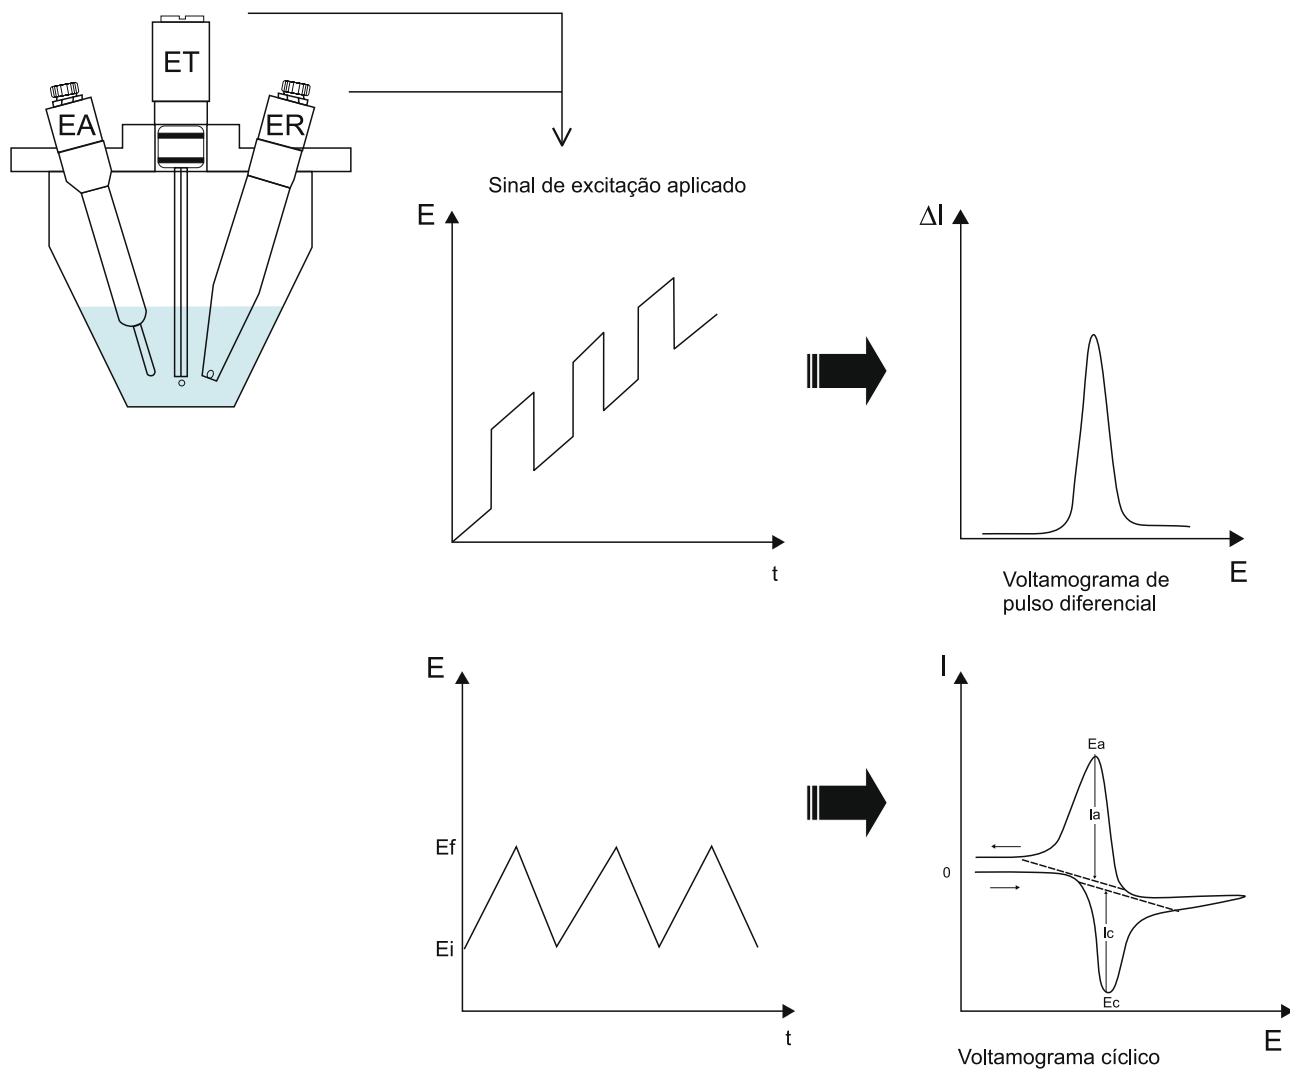 ET
EA
ER
Sinal de excitação aplicado
E
t
ΔI
E
Voltamograma de
pulso diferencial
E
Ef
Ei
t
I
Ea
Ia
0
Ic
Ec
E
Voltamograma cíclico